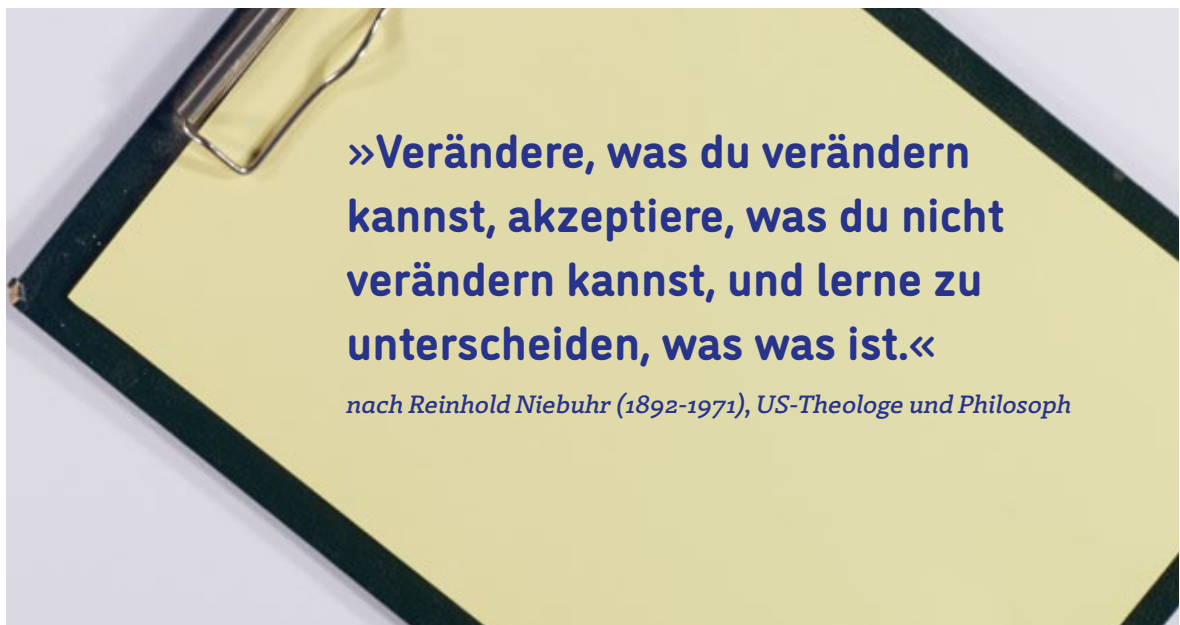 »Verändere, was du verändern
kannst, akzeptiere, was du nicht
verändern kannst, und lerne zu
unterscheiden, was was ist.«
nach Reinhold Niebuhr (1892-1971), US-Theologe und Philosoph